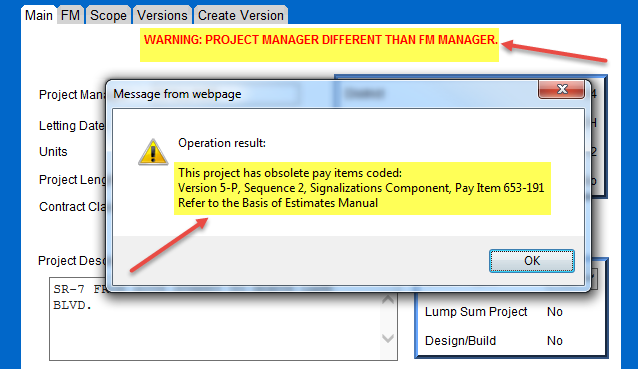 Main FM Scope Versions Create Version
WARNING: PROJECT MANAGER DIFFERENT THAN FM MANAGER.
Project Mana
Message from webpage
4
Letting Date
H
Units
2
Project Leng
Contract Cla
Operation result:
This project has obsolete pay items coded:
Version 5-P, Sequence 2, Signalizations Component, Pay Item 653-191
Refer to the Basis of Estimates Manual
OK
Project Desc
SR-7
BLVD.
Lump Sum Project No
Design/Build No